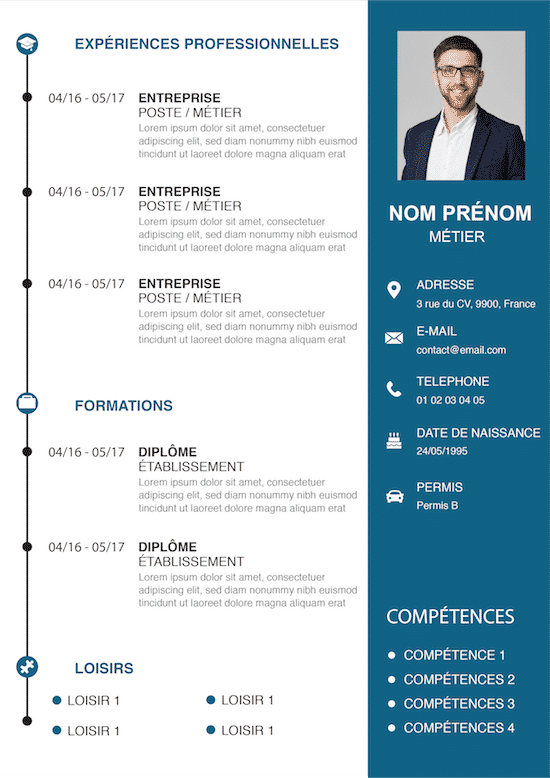 EXPÉRIENCES PROFESSIONNELLES
04/16 - 05/17 ENTREPRISE
POSTE / MÉTIER
Lorem ipsum dolor sit amet, consectetuer
adipiscing elit, sed diam nonummy nibh euismod
tincidunt ut laoreet dolore magna aliquam erat
04/16 - 05/17 ENTREPRISE
POSTE / MÉTIER
Lorem ipsum dolor sit amet, consectetuer
adipiscing elit, sed diam nonummy nibh euismod
tincidunt ut laoreet dolore magna aliquam erat
04/16 - 05/17 ENTREPRISE
POSTE / MÉTIER
Lorem ipsum dolor sit amet, consectetuer
adipiscing elit, sed diam nonummy nibh euismod
tincidunt ut laoreet dolore magna aliquam erat
FORMATIONS
04/16 - 05/17 DIPLÔME
ÉTABLISSEMENT
Lorem ipsum dolor sit amet, consectetuer
adipiscing elit, sed diam nonummy nibh euismod
tincidunt ut laoreet dolore magna aliquam erat
04/16 - 05/17 DIPLÔME
ÉTABLISSEMENT
Lorem ipsum dolor sit amet, consectetuer
adipiscing elit, sed diam nonummy nibh euismod
tincidunt ut laoreet dolore magna aliquam erat
LOISIRS
LOISIR 1 LOISIR 1
LOISIR 1 LOISIR 1
NOM PRÉNOM
MÉTIER
ADRESSE
3 rue du CV, 9900, France
E-MAIL
contact@email.com
TELEPHONE
01 02 03 04 05
DATE DE NAISSANCE
24/05/1995
PERMIS
Permis B
COMPÉTENCES
COMPÉTENCE 1
COMPÉTENCES 2
COMPÉTENCES 3
COMPÉTENCES 4